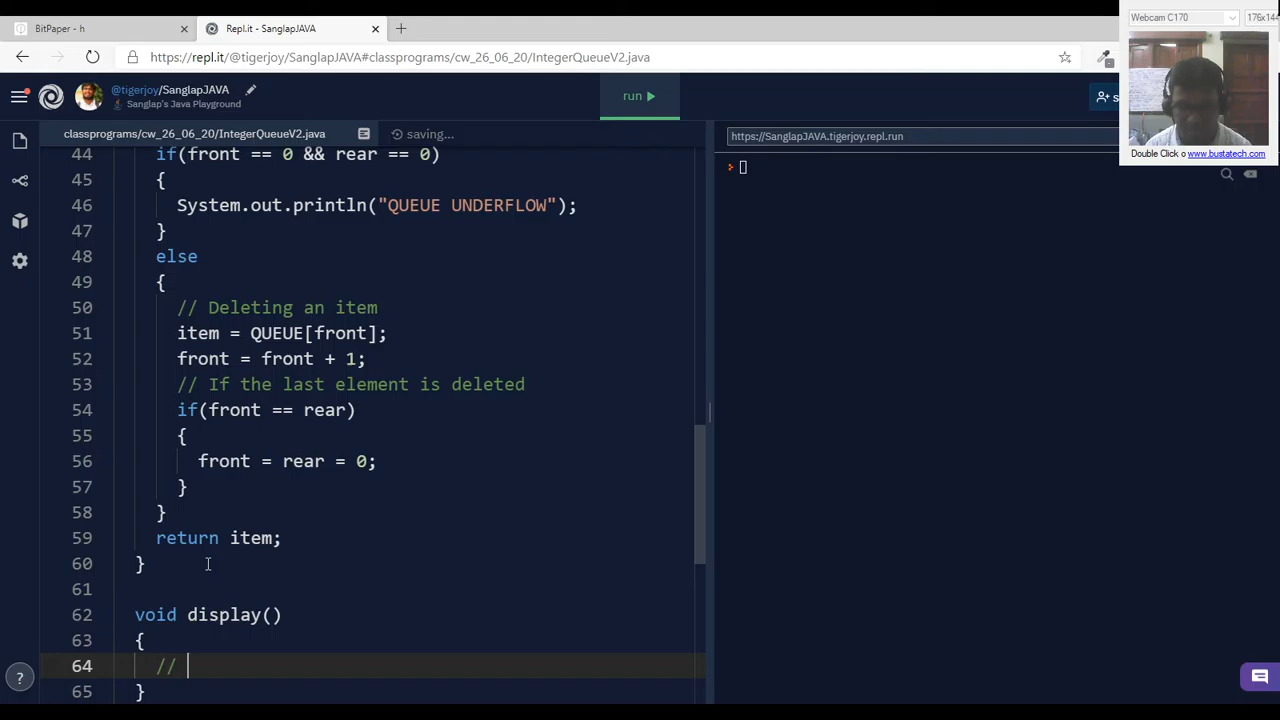 BitPaper - h
Repl.it - SanglapJAVA
Webcam C170
176x144
https://repl.it/@tigerjoy/SanglapJAVA#classprograms/cw_26_06_20/IntegerQueueV2.java
@tigerjoy/SanglapJAVA
Sanglap's Java Playground
run
Double Click o www.bustatech.com
classprograms/cw_26_06_20/IntegerQueueV2.java
saving...
https://SanglapJAVA.tigerjoy.repl.run
44 if(front == 0 && rear == 0)
45 {
46 System.out.println("QUEUE UNDERFLOW");
47 }
48 else
49 {
50 // Deleting an item
51 item = QUEUE[front];
52 front = front + 1;
53 // If the last element is deleted
54 if(front == rear)
55 {
56 front = rear = 0;
57 }
58 }
59 return item;
60 }
61
62 void display()
63 {
64 //
65 }
?